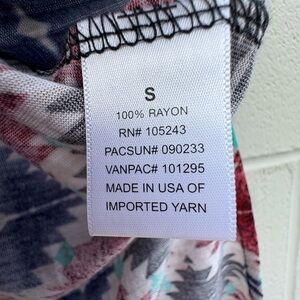 S
100% RAYON
RN# 105243
PACSUN# 090233
VANPAC# 101295
MADE IN USA OF
IMPORTED YARN